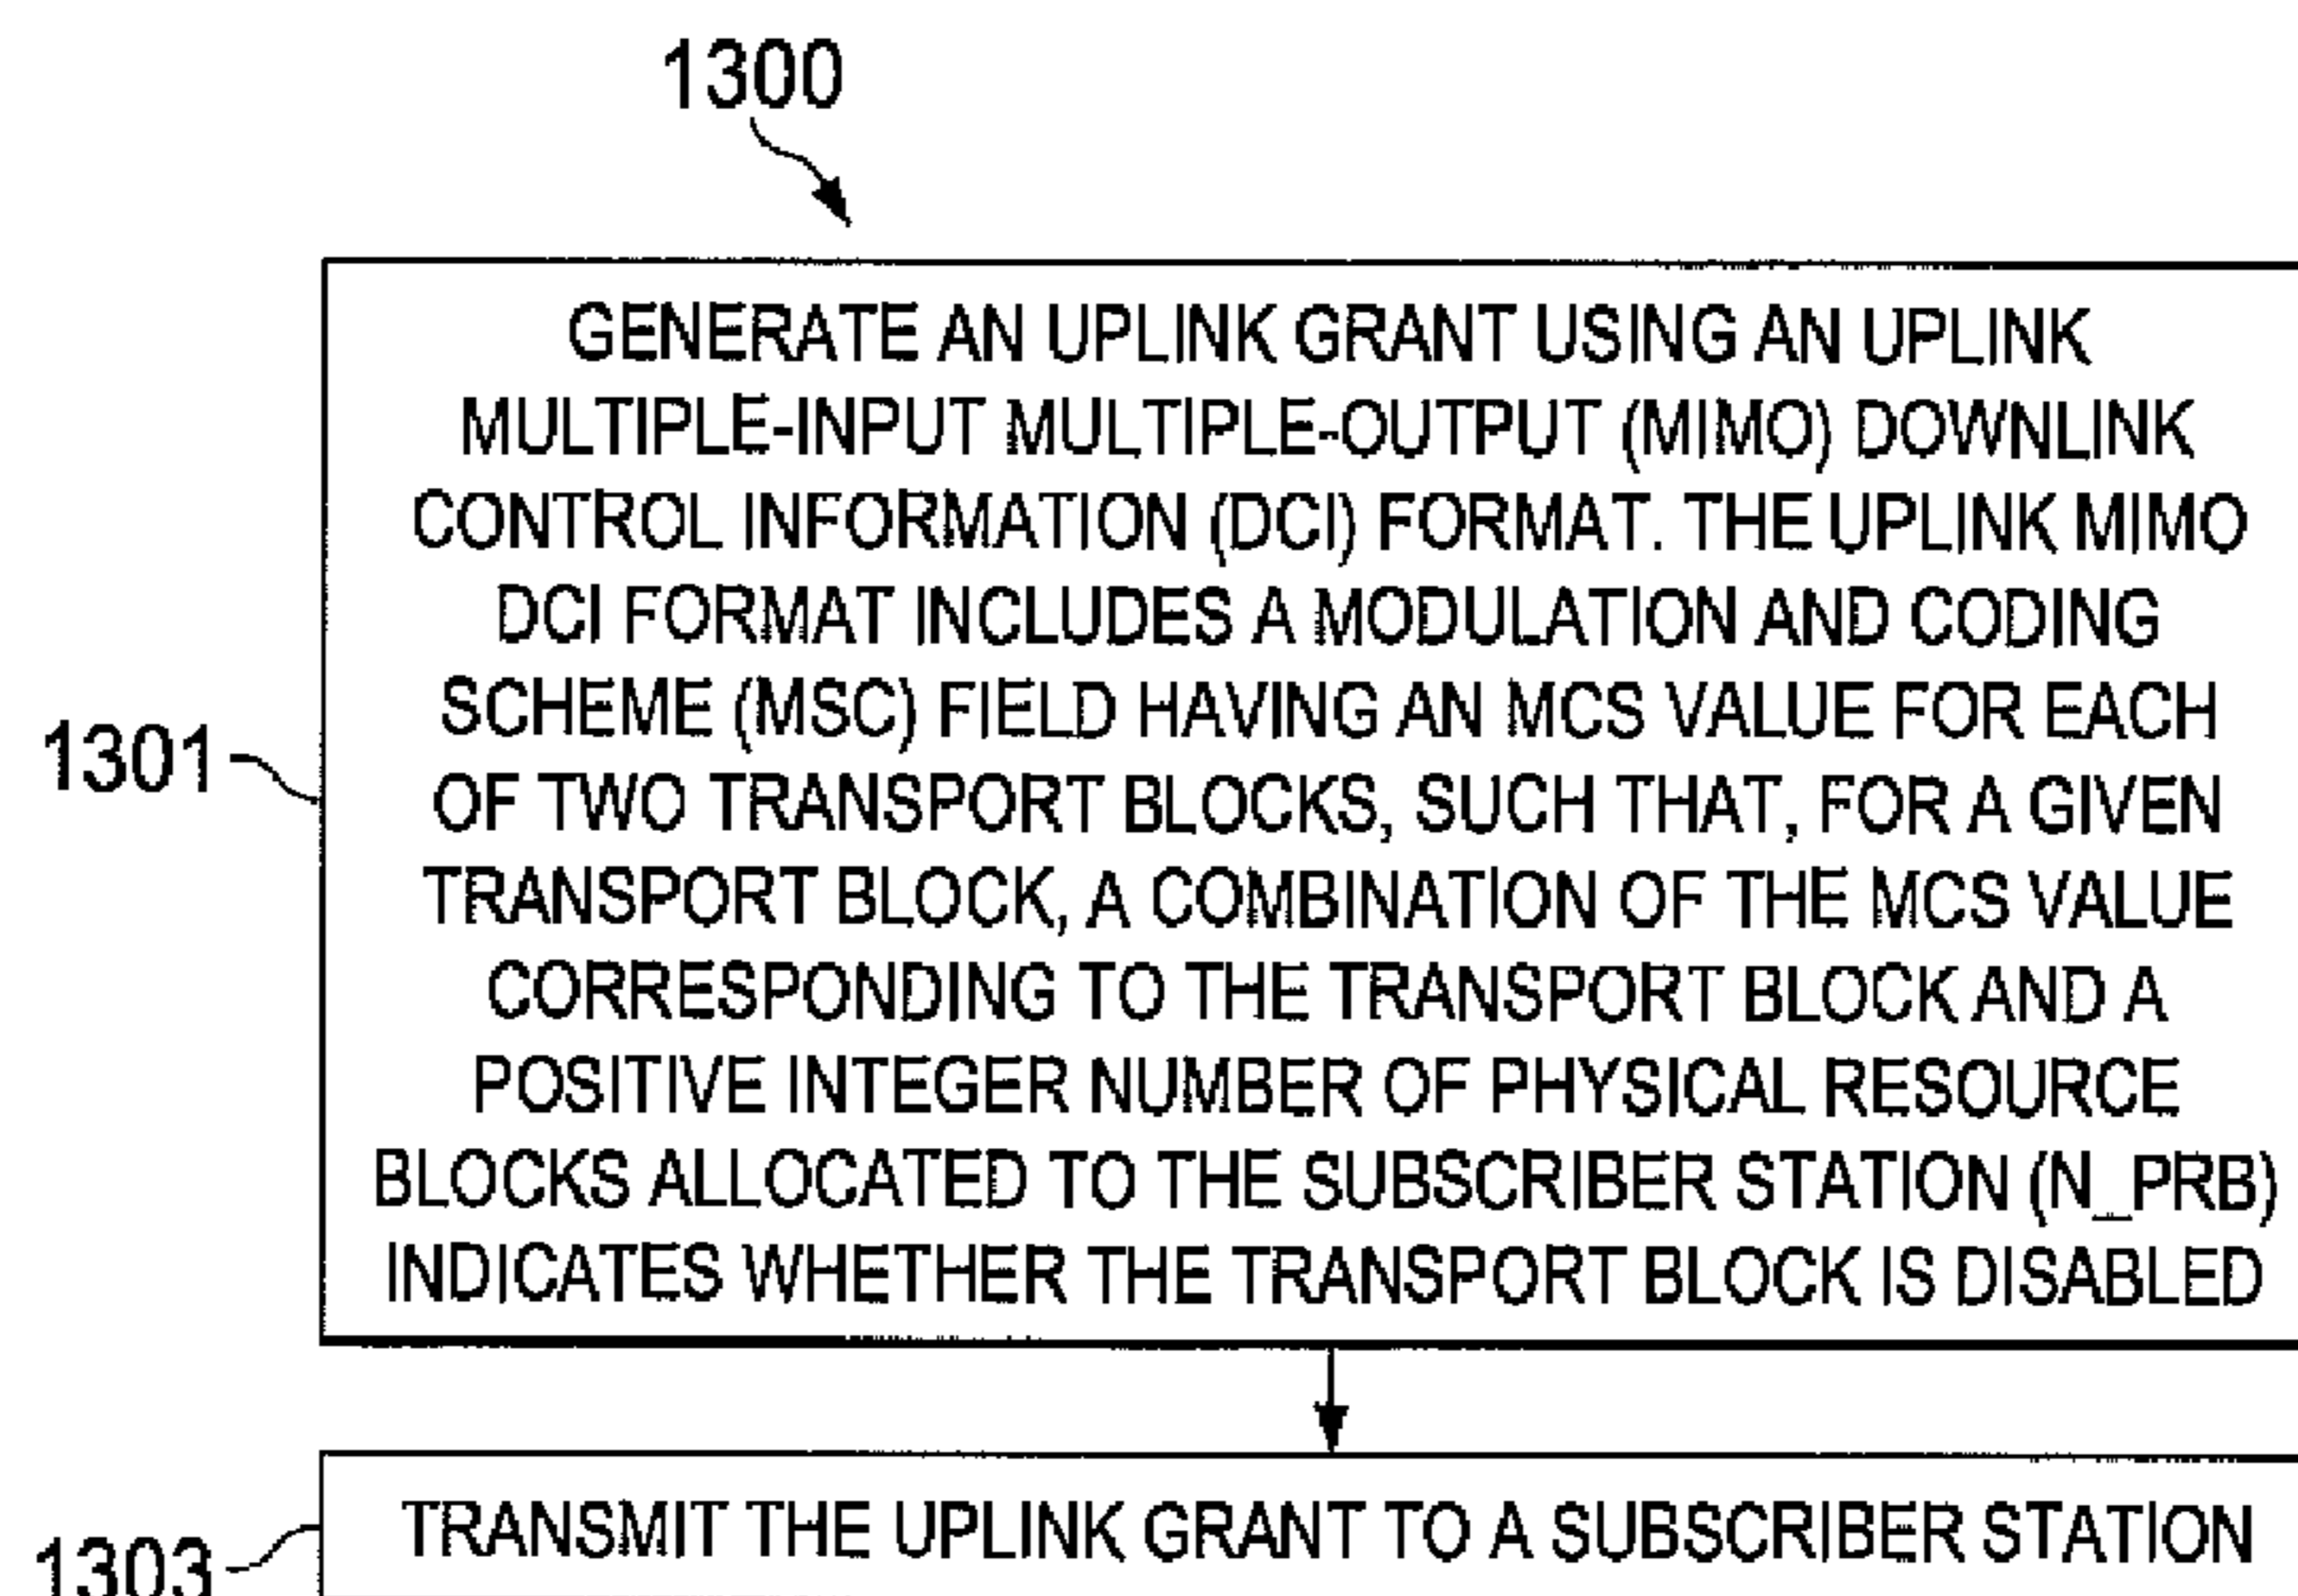 1300
GENERATE AN UPLINK GRANT USING AN UPLINK
MULTIPLE-INPUT MULTIPLE-OUTPUT (MIMO) DOWNLINK
CONTROL INFORMATION (DCI) FORMAT. THE UPLINK MIMO
DCI FORMAT INCLUDES A MODULATION AND CODING
SCHEME (MSC) FIELD HAVING AN MCS VALUE FOR EACH
1301
OF TWO TRANSPORT BLOCKS, SUCH THAT, FOR A GIVEN
TRANSPORT BLOCK, A COMBINATION OF THE MCS VALUE
CORRESPONDING TO THE TRANSPORT BLOCK AND A
POSITIVE INTEGER NUMBER OF PHYSICAL RESOURCE
BLOCKS ALLOCATED TO THE SUBSCRIBER STATION (N_PRB)
INDICATES WHETHER THE TRANSPORT BLOCK IS DISABLED
TRANSMIT THE UPLINK GRANT TO A SUBSCRIBER STATION
1303